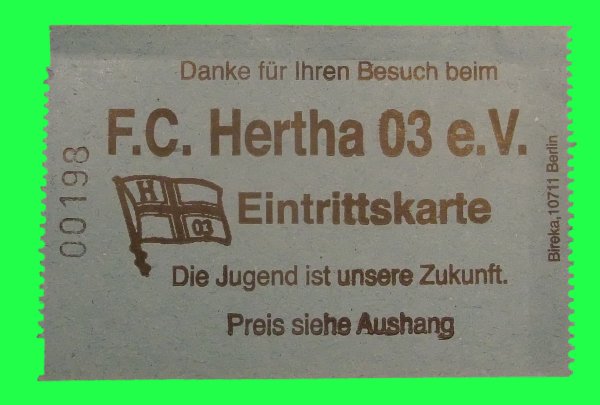 Danke für Ihren Besuch beim
F.C. Hertha 03 e.V.
00198
H
03
Eintrittskarte
Die Jugend ist unsere Zukunft.
Preis siehe Aushang
Bireka,10711 Berlin